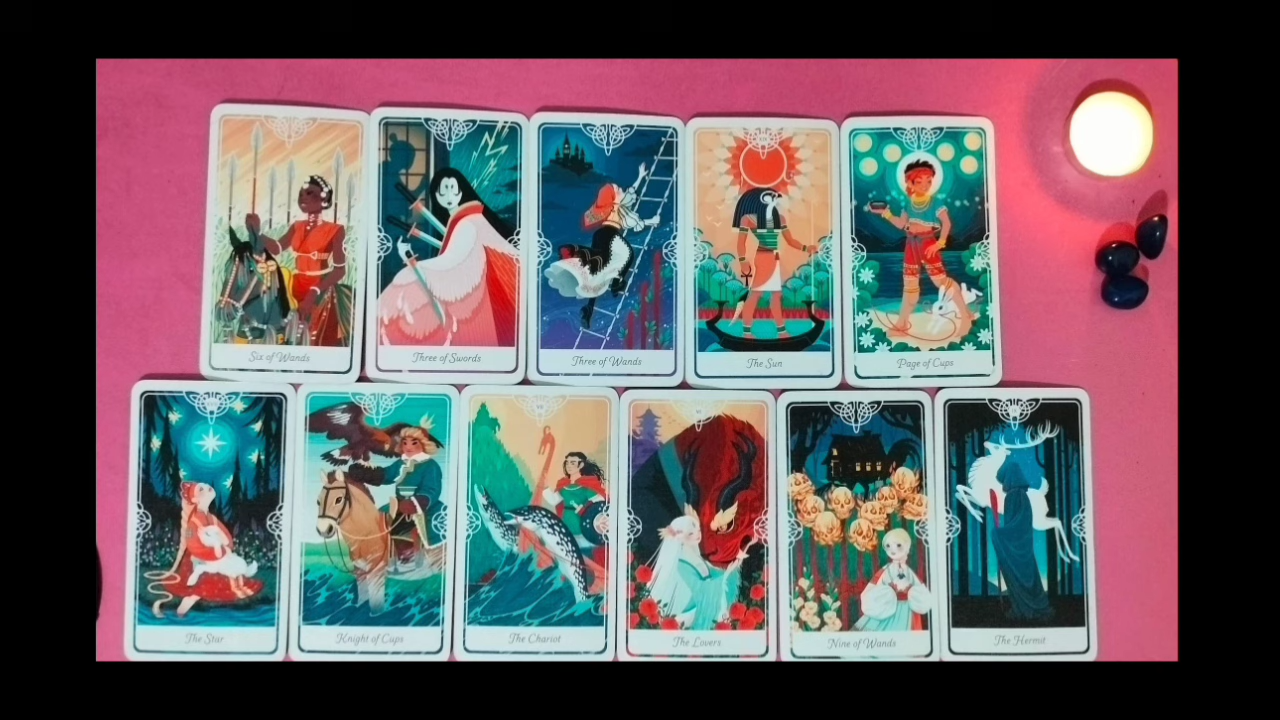 Six of Wands
Three of Swords
Three of Wands
The Sun
Page of Cups
The Star
Knight of Cups
The Chariot
The Lovers
Nine of Wands
The Hermit